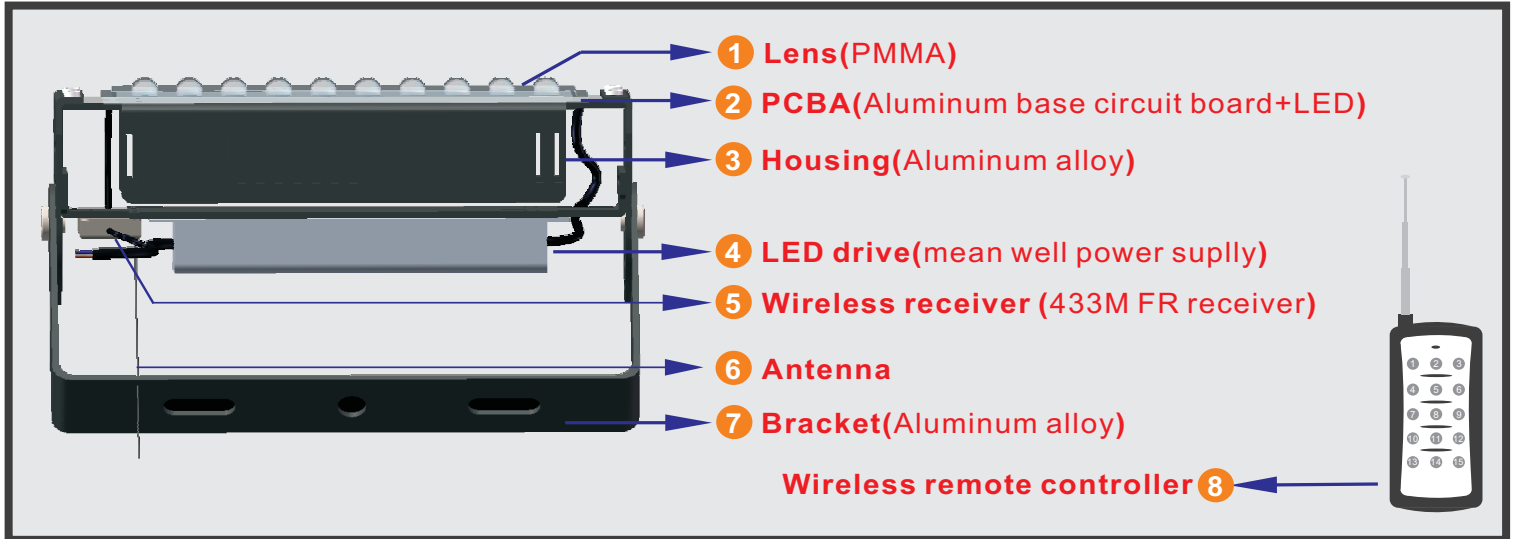 1 Lens(PMMA)
2 PCBA(Aluminum base circuit board+LED)
3 Housing(Aluminum alloy)
4 LED drive(mean well power suplly)
5 Wireless receiver (433M FR receiver)
6 Antenna
7 Bracket(Aluminum alloy)
Wireless remote controller 8
1 2 3
4 5 6
7 8 9
10 11 12
13 14 15